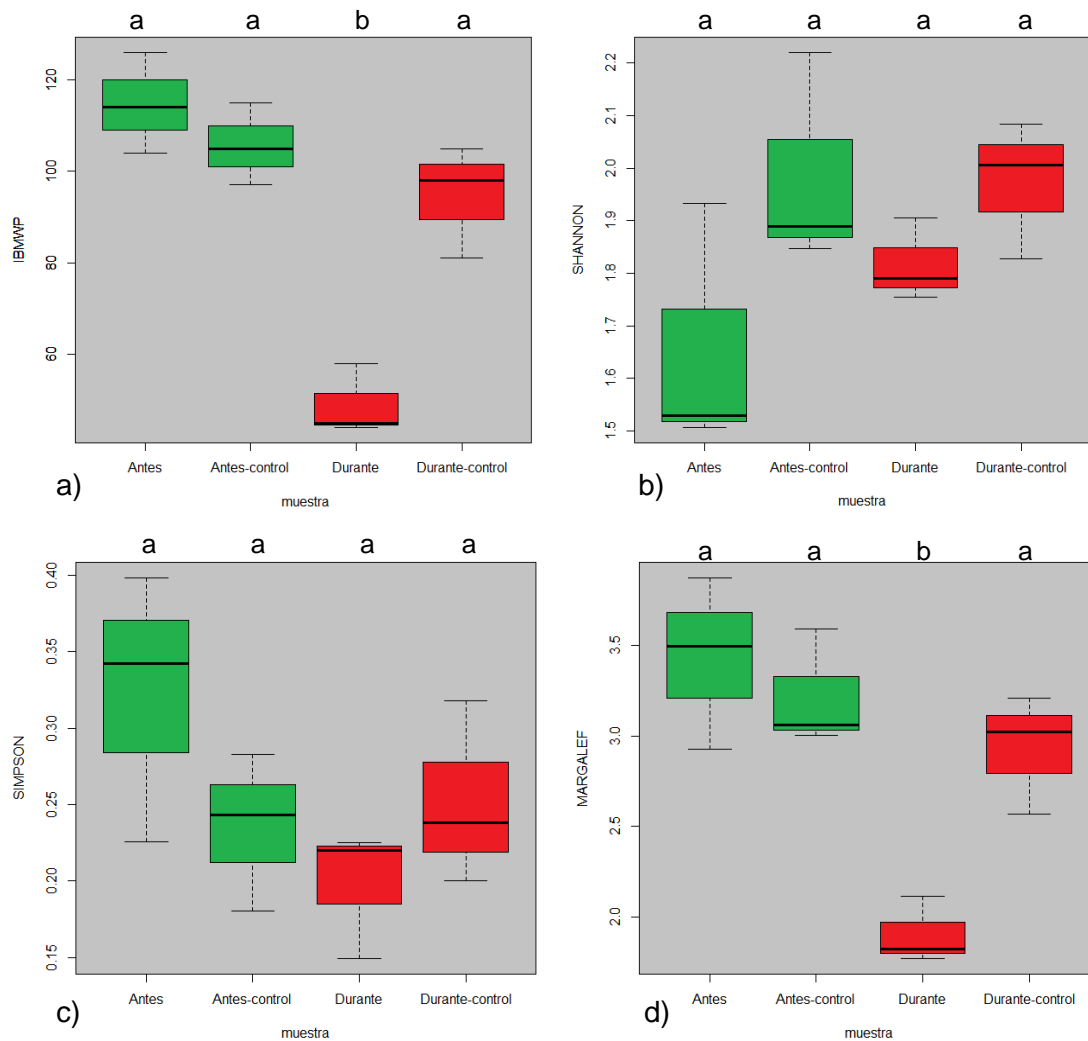 a a b a
IBMWP
120
100
80
60
Antes Antes-control Durante Durante-control
a)
muestra
a a a a
SHANNON
2.2
2.1
2.0
1.9
1.8
1.7
1.6
1.5
Antes Antes-control Durante Durante-control
b)
muestra
a a a a
SIMPSON
0.40
0.35
0.30
0.25
0.20
0.15
Antes Antes-control Durante Durante-control
c)
muestra
a a b a
MARGALEF
3.5
3.0
2.5
2.0
Antes Antes-control Durante Durante-control
d)
muestra